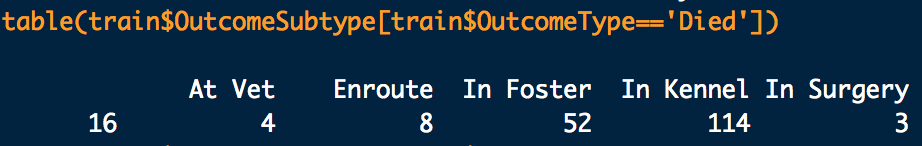 table(train$OutcomeSubtype[train$OutcomeType=='Died'])
At Vet Enroute In Foster In Kennel In Surgery
16 4 8 52 114 3